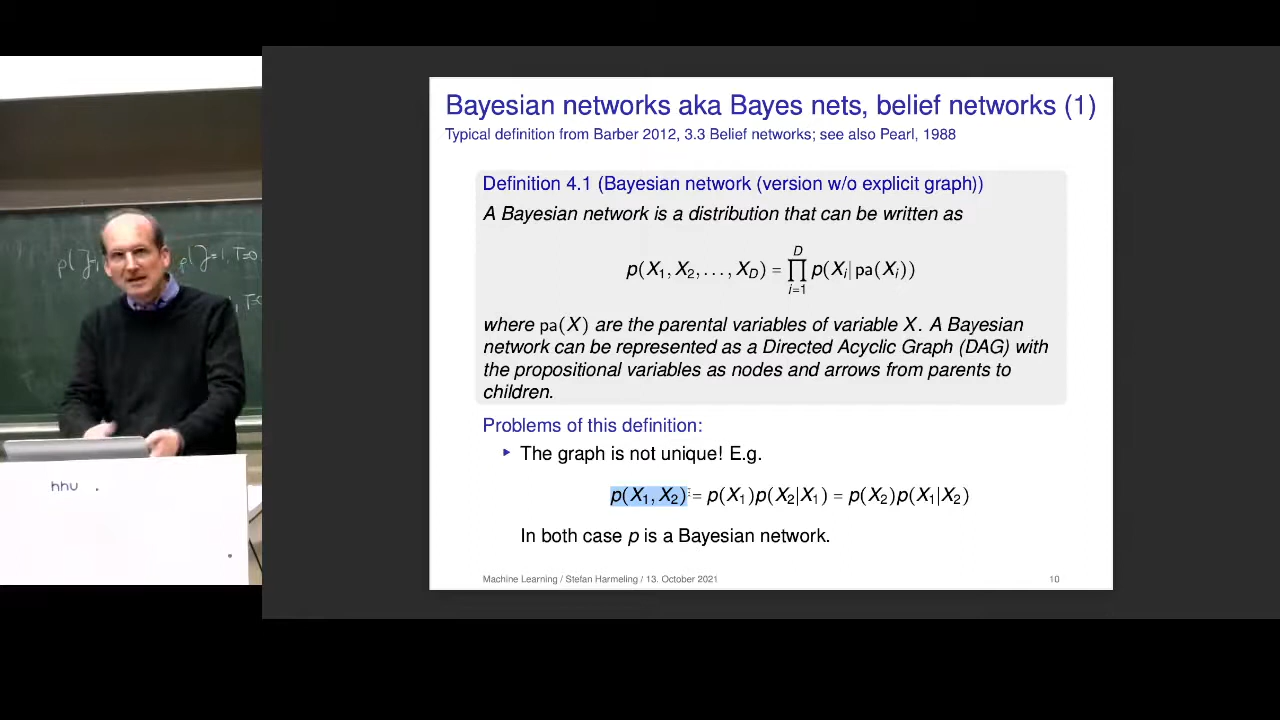 Bayesian networks aka Bayes nets, belief networks (1)
Typical definition from Barber 2012, 3.3 Belief networks; see also Pearl, 1988
Definition 4.1 (Bayesian network (version w/o explicit graph))
A Bayesian network is a distribution that can be written as
p(X₁, X₂, . . . , X_D) = ∏_{i=1}^{D} p(X_i| pa(X_i))
where pa(X) are the parental variables of variable X. A Bayesian
network can be represented as a Directed Acyclic Graph (DAG) with
the propositional variables as nodes and arrows from parents to
children.
Problems of this definition:
▸ The graph is not unique! E.g.
p(X₁, X₂) = p(X₁)p(X₂|X₁) = p(X₂)p(X₁|X₂)
In both case p is a Bayesian network.
Machine Learning / Stefan Harmeling / 13. October 2021 10
hhu .